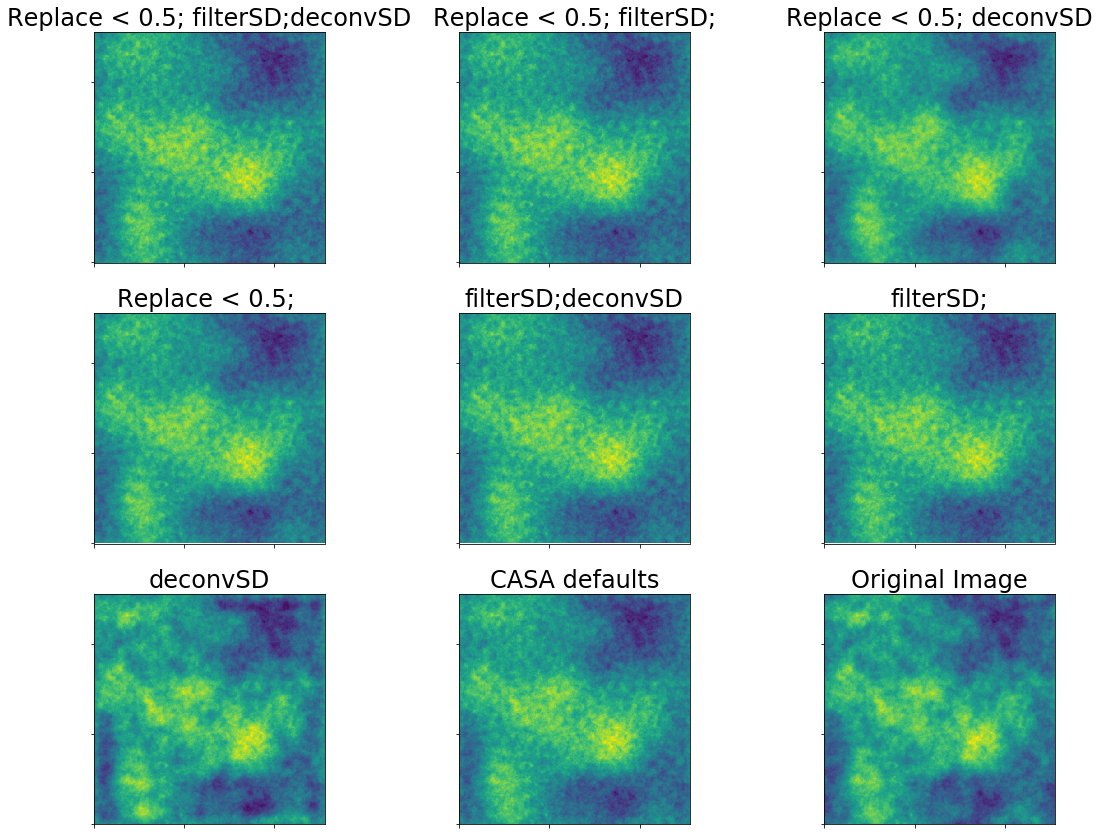 Replace < 0.5; filterSD;deconvSD
Replace < 0.5; filterSD;
Replace < 0.5; deconvSD
Replace < 0.5;
filterSD;deconvSD
filterSD;
deconvSD
CASA defaults
Original Image